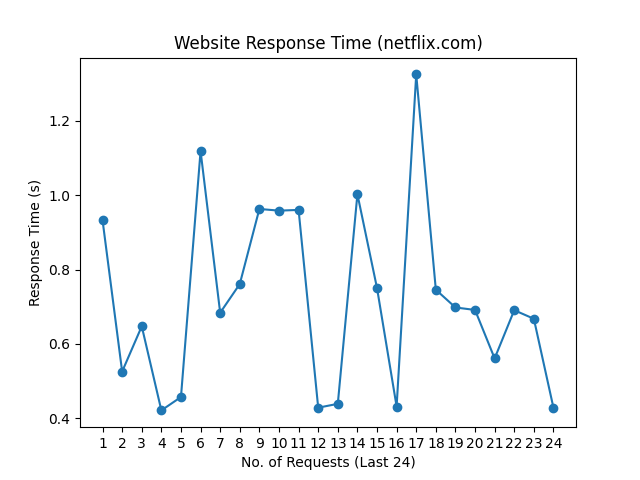 Website Response Time (netflix.com)
1.2
1.0
0.8
0.6
0.4
Response Time (s)
1 2 3 4 5 6 7 8 9 10 11 12 13 14 15 16 17 18 19 20 21 22 23 24
No. of Requests (Last 24)